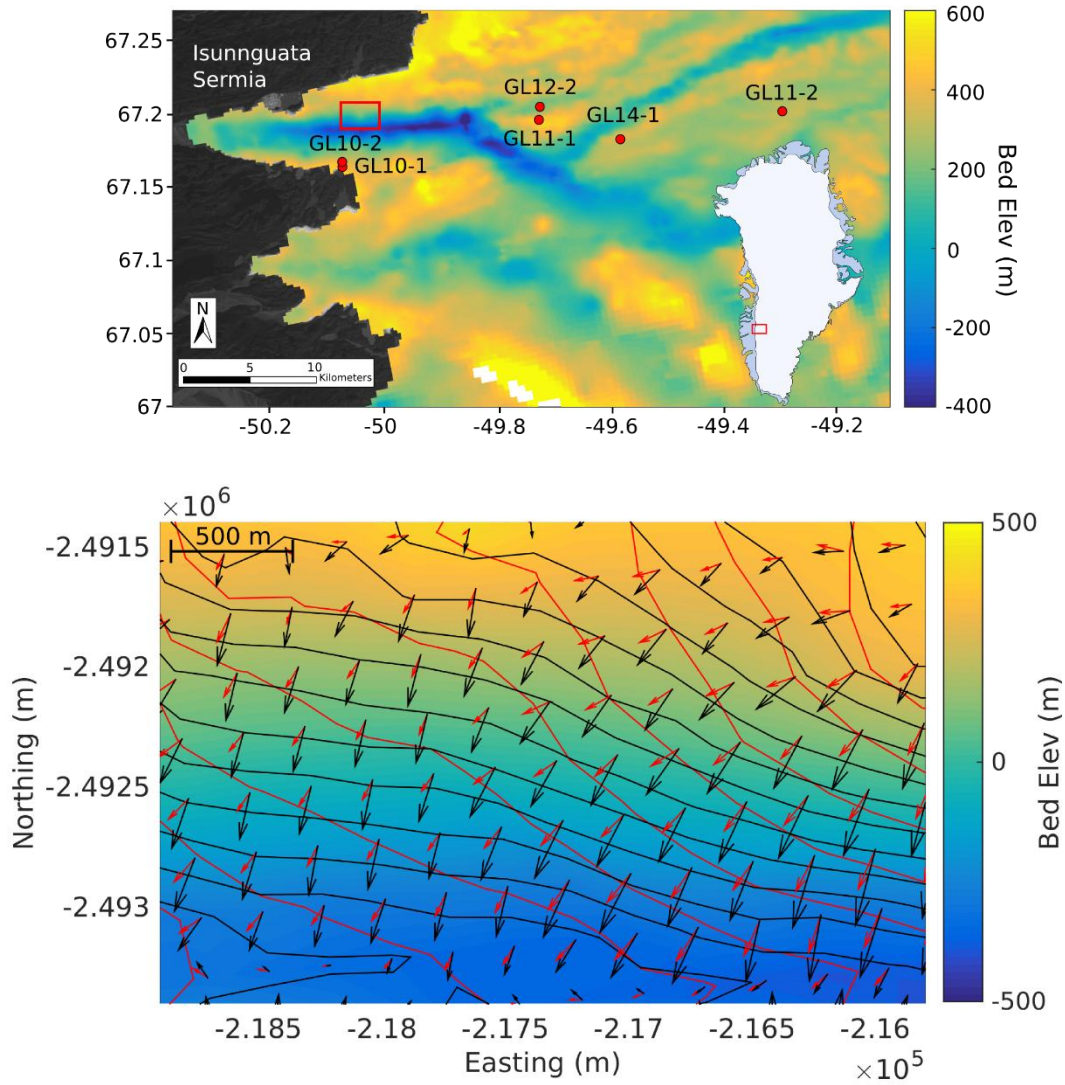 600
67.25
Isunnguata
Sermia
GL12-2
GL11-2
400
GL14-1
67.2
GL10-2
GL11-1
200
GL10-1
67.15
Bed Elev (m)
67.1
0
N
67.05
-200
0 5 10
Kilometers
67
-400
-50.2 -50 -49.8 -49.6 -49.4 -49.2
×10⁶
500
500 m
-2.4915
-2.492
Northing (m)
0
Bed Elev (m)
-2.4925
-2.493
-500
-2.185 -2.18 -2.175 -2.17 -2.165 -2.16
Easting (m)
×10⁵